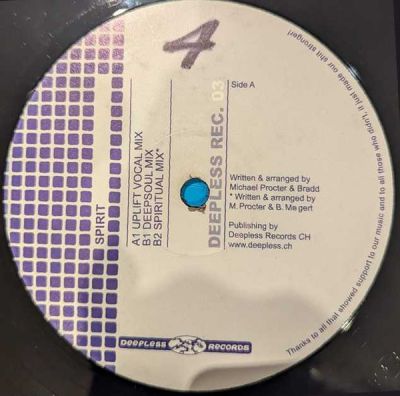 4
Side A
DEEPLESS REC. 03
SPIRIT
A1 UPLIFT VOCAL MIX
B1 DEEPSOUL MIX
B2 SPIRITUAL MIX*
Written & arranged by
Michael Procter & Bradd
* Written & arranged by
M. Procter & B. Megert
Publishing by
Deepless Records CH
www.deepless.ch
DEEPLESS RECORDS
Thanks to all that showed support to our music and to all those who didn't, it just made our shit stronger!